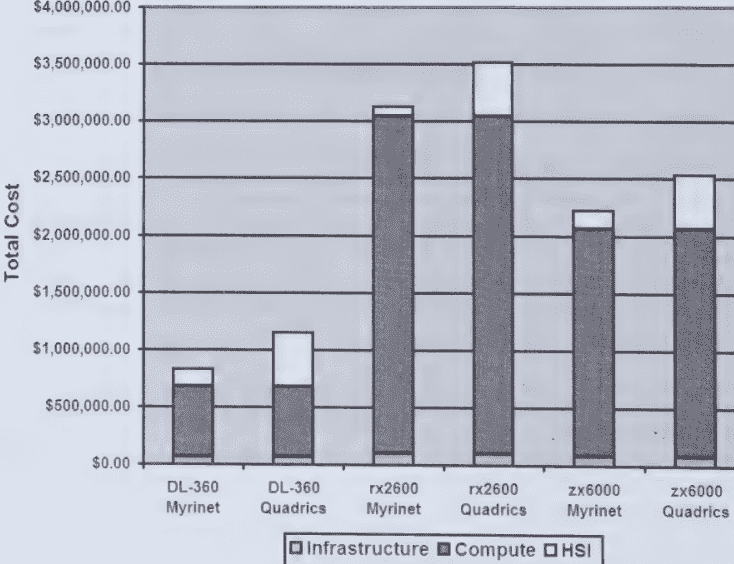 $4,000,000.00
$3,500,000.00
$3,000,000.00
$2,500,000.00
$2,000,000.00
$1,500,000.00
$1,000,000.00
$500,000.00
$0.00
Total Cost
DL-360 Myrinet
DL-360 Quadrics
rx2600 Myrinet
rx2600 Quadrics
zx6000 Myrinet
zx6000 Quadrics
Infrastructure Compute HSI